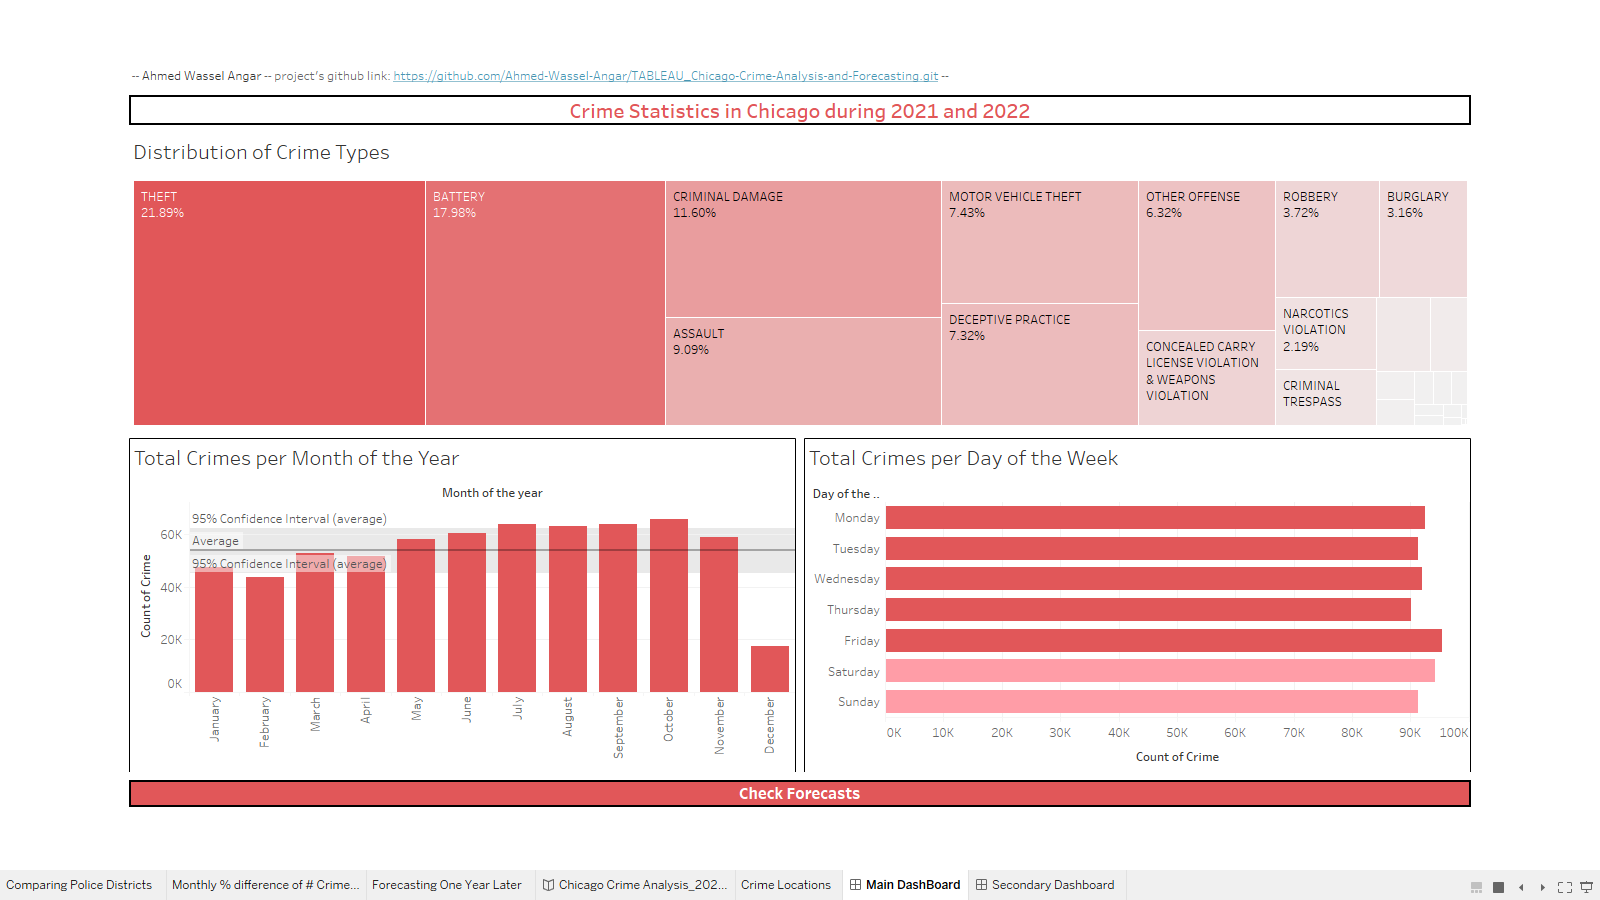 -- Ahmed Wassel Angar -- project's github link: https://github.com/Ahmed-Wassel-Angar/TABLEAU_Chicago-Crime-Analysis-and-Forecasting.git --
Crime Statistics in Chicago during 2021 and 2022
Distribution of Crime Types
THEFT
21.89%
BATTERY
17.98%
CRIMINAL DAMAGE
11.60%
ASSAULT
9.09%
MOTOR VEHICLE THEFT
7.43%
DECEPTIVE PRACTICE
7.32%
OTHER OFFENSE
6.32%
CONCEALED CARRY
LICENSE VIOLATION
& WEAPONS
VIOLATION
ROBBERY
3.72%
BURGLARY
3.16%
NARCOTICS
VIOLATION
2.19%
CRIMINAL
TRESPASS
Total Crimes per Month of the Year
Month of the year
Count of Crime
60K
40K
20K
0K
95% Confidence Interval (average)
Average
95% Confidence Interval (average)
January
February
March
April
May
June
July
August
September
October
November
December
Total Crimes per Day of the Week
Day of the ..
Monday
Tuesday
Wednesday
Thursday
Friday
Saturday
Sunday
0K 10K 20K 30K 40K 50K 60K 70K 80K 90K 100K
Count of Crime
Check Forecasts
Comparing Police Districts
Monthly % difference of # Crime...
Forecasting One Year Later
Chicago Crime Analysis_202...
Crime Locations
Main DashBoard
Secondary Dashboard